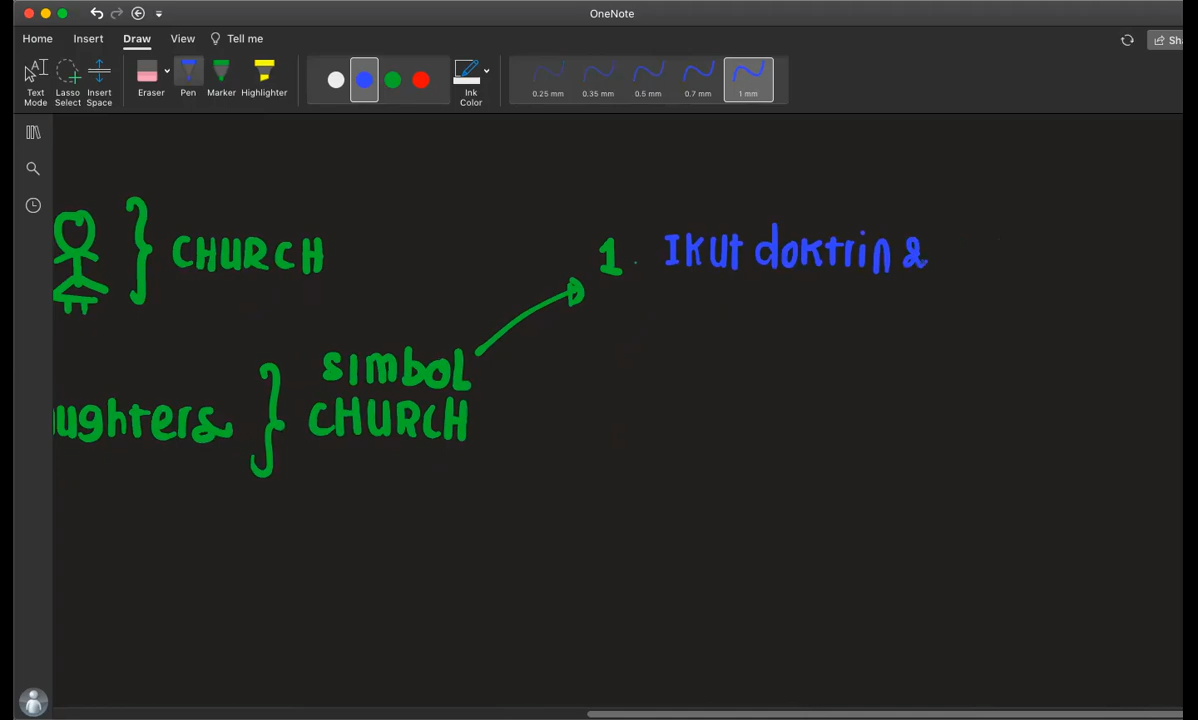 OneNote
Home Insert Draw View Tell me
Sha
Text Mode
Lasso Select
Insert Space
Eraser
Pen
Marker
Highlighter
Ink Color
0.25 mm 0.35 mm 0.5 mm 0.7 mm 1 mm
CHURCH
1. Ikut doktrin &
simbol
ughters CHURCH